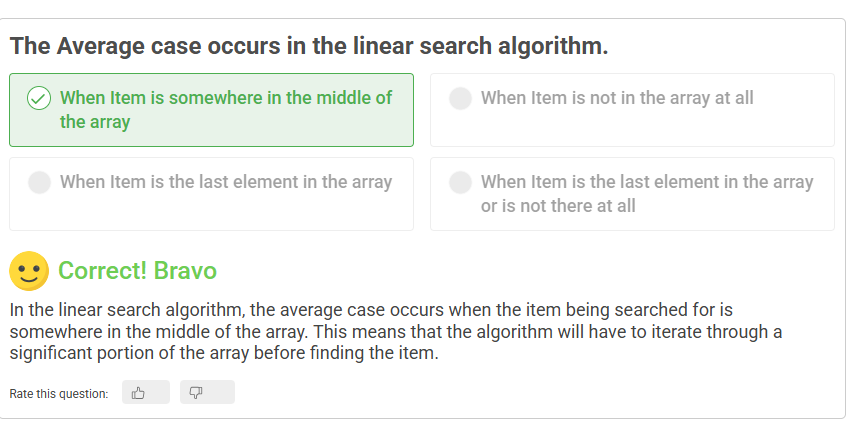 The Average case occurs in the linear search algorithm.
When Item is somewhere in the middle of
the array
When Item is not in the array at all
When Item is the last element in the array
When Item is the last element in the array
or is not there at all
Correct! Bravo
In the linear search algorithm, the average case occurs when the item being searched for is
somewhere in the middle of the array. This means that the algorithm will have to iterate through a
significant portion of the array before finding the item.
Rate this question: